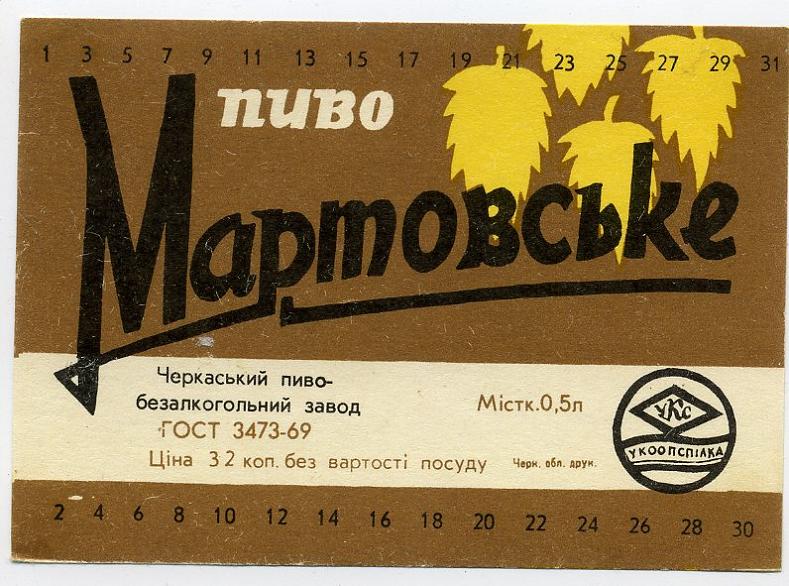 1 3 5 7 9 11 13 15 17 19 21 23 25 27 29 31
пиво
Мартовське
Черкаський пиво-
безалкогольний завод
Містк.0,5л
ГОСТ 3473-69
Ціна 32 коп. без вартості посуду
Черк. обл. друк.
УКС
УКООПСПІЛКА
2 4 6 8 10 12 14 16 18 20 22 24 26 28 30